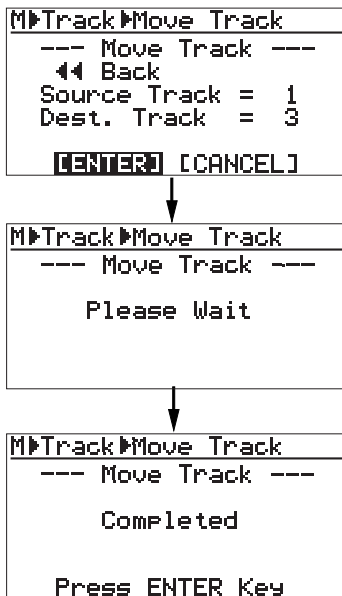 M▶Track▶Move Track
--- Move Track ---
◀◀ Back
Source Track = 1
Dest. Track = 3
[ENTER] [CANCEL]
M▶Track▶Move Track
--- Move Track ---
Please Wait
M▶Track▶Move Track
--- Move Track ---
Completed
Press ENTER Key